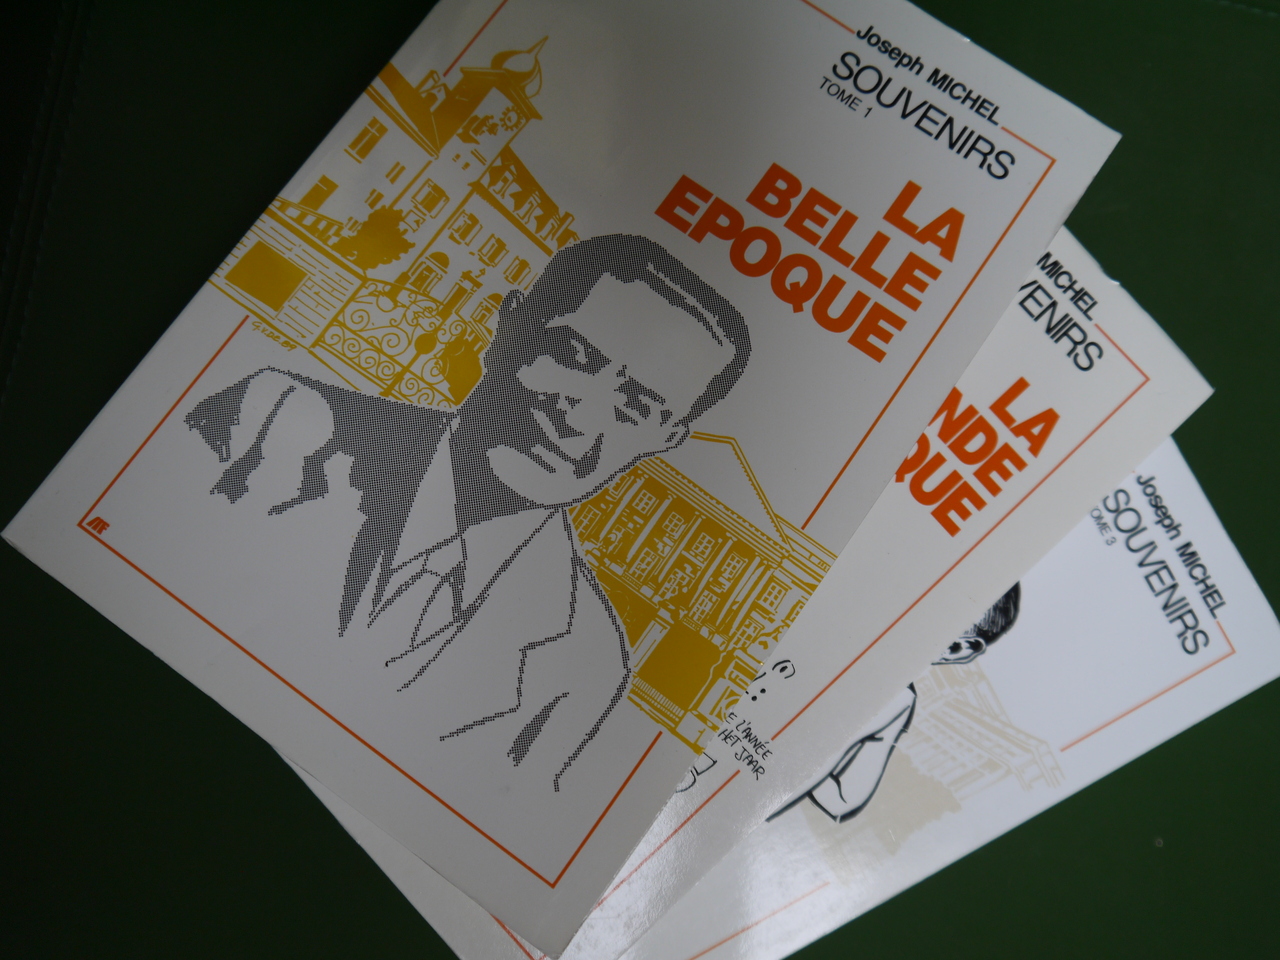 Joseph MICHEL
SOUVENIRS
TOME 1
LA
BELLE
EPOQUE
MICHEL
VENIRS
LA
NDE
QUE
E L'ANNÉE
HET JAAR
Joseph MICHEL
SOUVENIRS
TOME 3